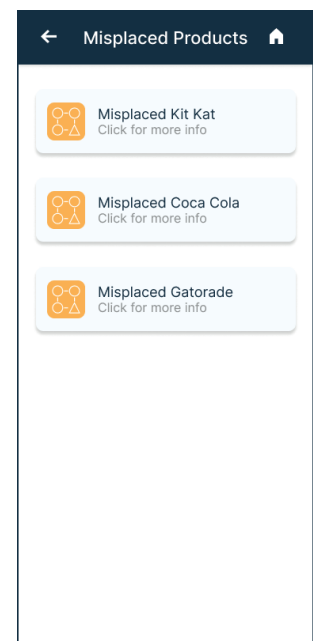 Misplaced Products
Misplaced Kit Kat
Click for more info
Misplaced Coca Cola
Click for more info
Misplaced Gatorade
Click for more info